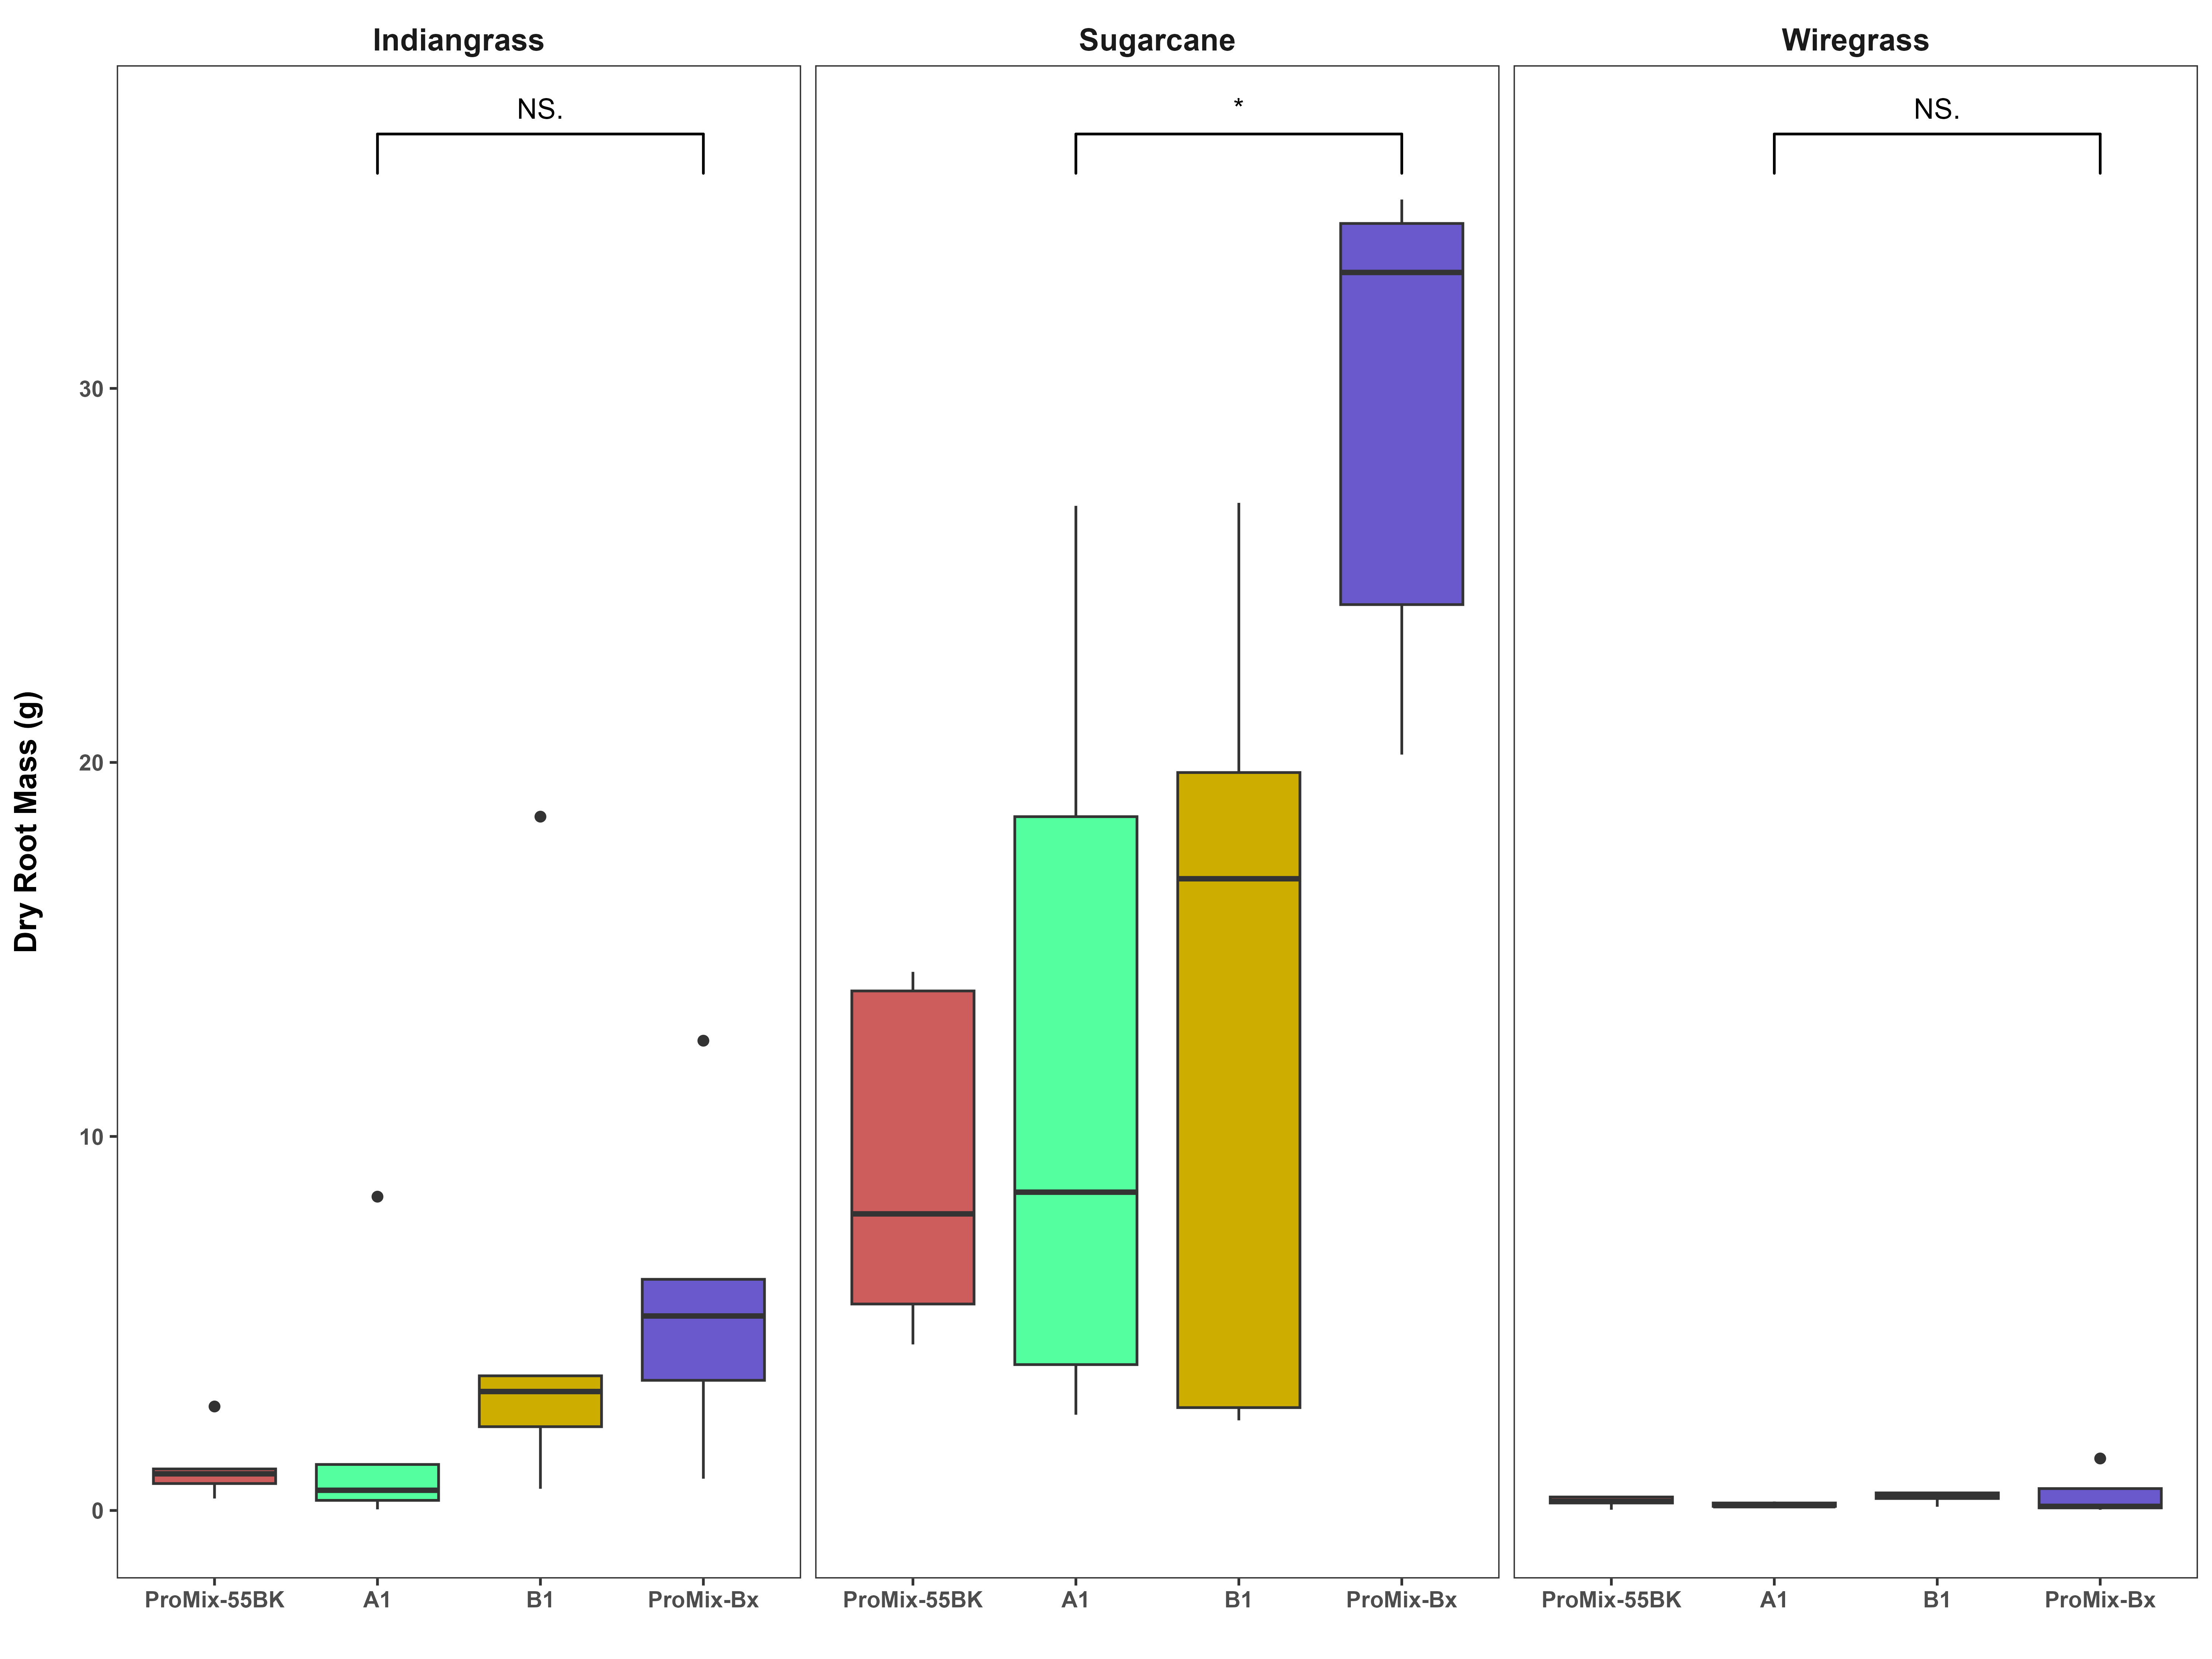 Indiangrass
Sugarcane
Wiregrass
NS.
*
NS.
Dry Root Mass (g)
30
20
10
0
ProMix-55BK A1 B1 ProMix-Bx
ProMix-55BK A1 B1 ProMix-Bx
ProMix-55BK A1 B1 ProMix-Bx